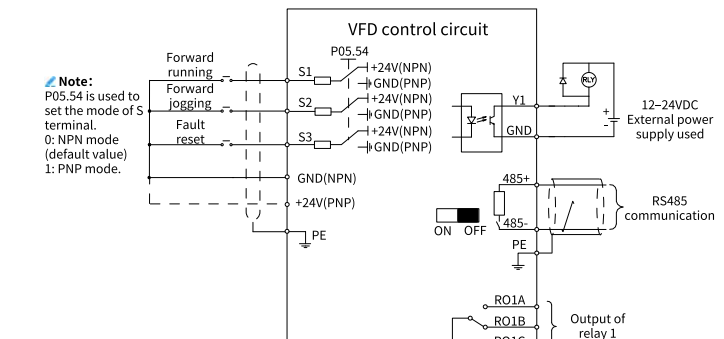 VFD control circuit
P05.54
Note：
P05.54 is used to
set the mode of S
terminal.
0: NPN mode
(default value)
1: PNP mode.
Forward
running
Forward
jogging
Fault
reset
S1
+24V(NPN)
GND(PNP)
S2
+24V(NPN)
GND(PNP)
S3
+24V(NPN)
GND(PNP)
GND(NPN)
+24V(PNP)
PE
Y1
GND
RLY
+
-
12–24VDC
External power
supply used
485+
485-
ON OFF
RS485
communication
PE
RO1A
RO1B
Output of
relay 1